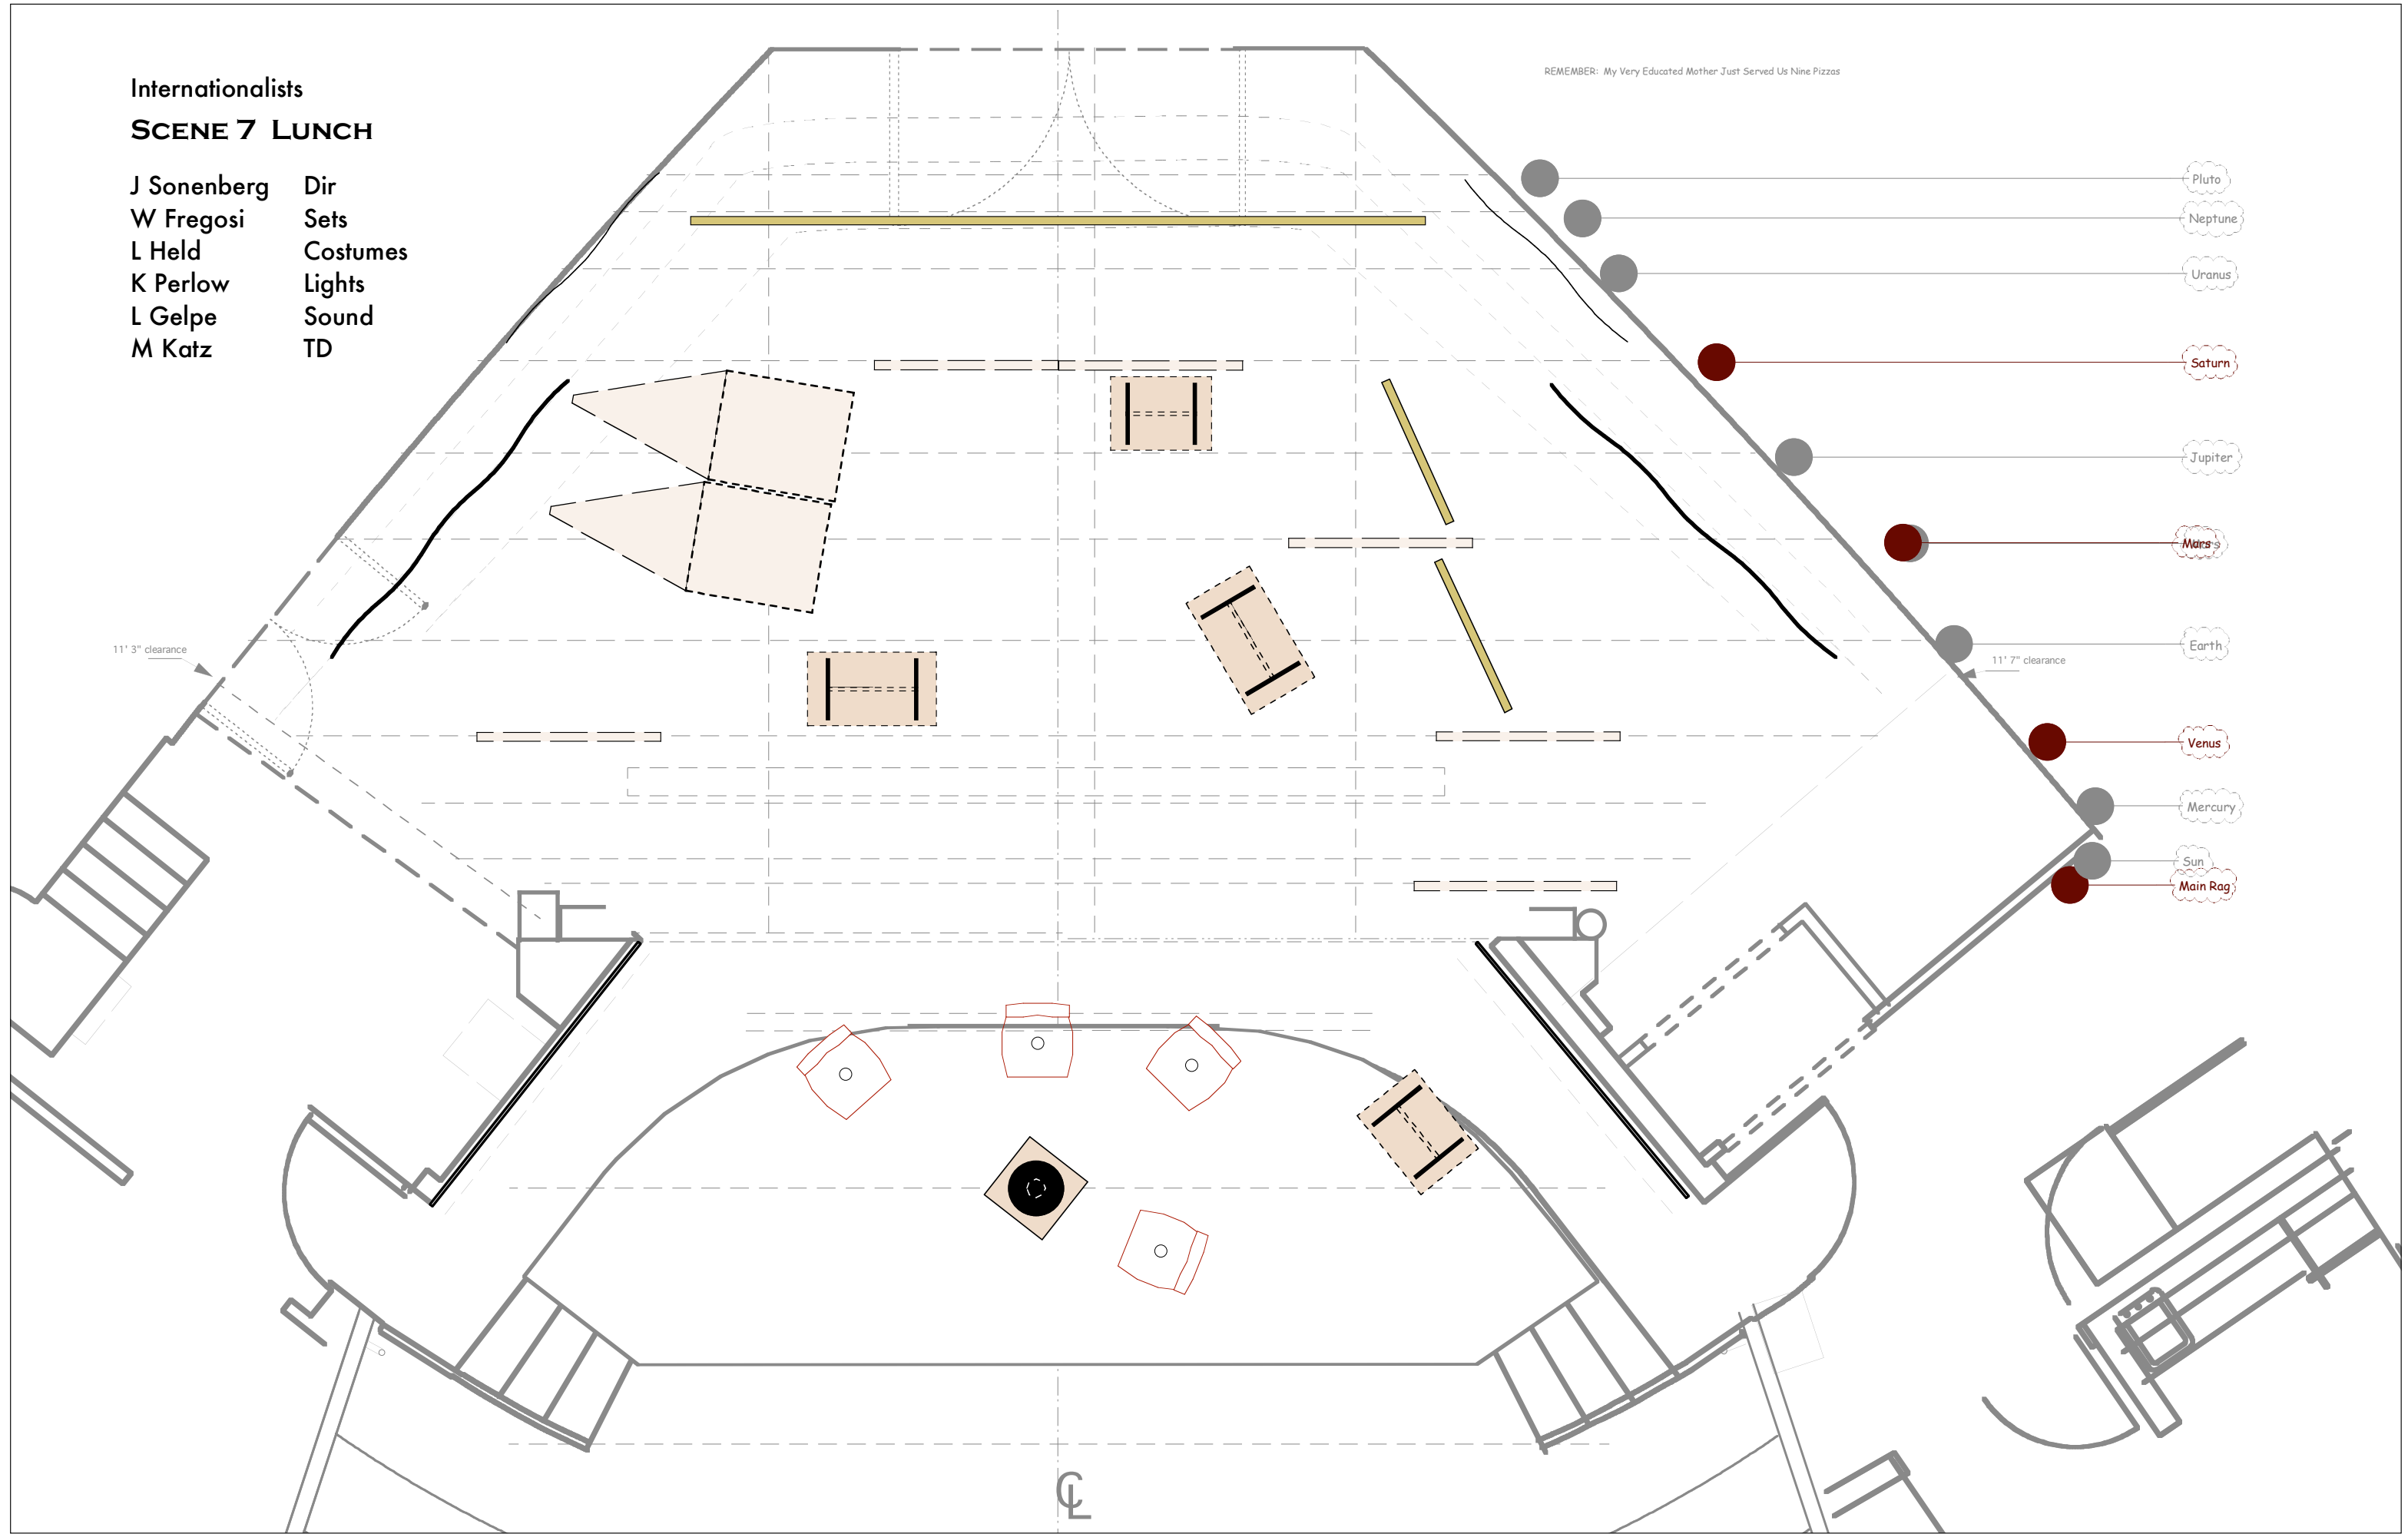 Internationalists
SCENE 7 LUNCH
J Sonenberg Dir
W Fregosi Sets
L Held Costumes
K Perlow Lights
L Gelpe Sound
M Katz TD
REMEMBER: My Very Educated Mother Just Served Us Nine Pizzas
Pluto
Neptune
Uranus
Saturn
Jupiter
Mars
Earth
11' 3" clearance
11' 7" clearance
Venus
Mercury
Sun
Main Rag
CL